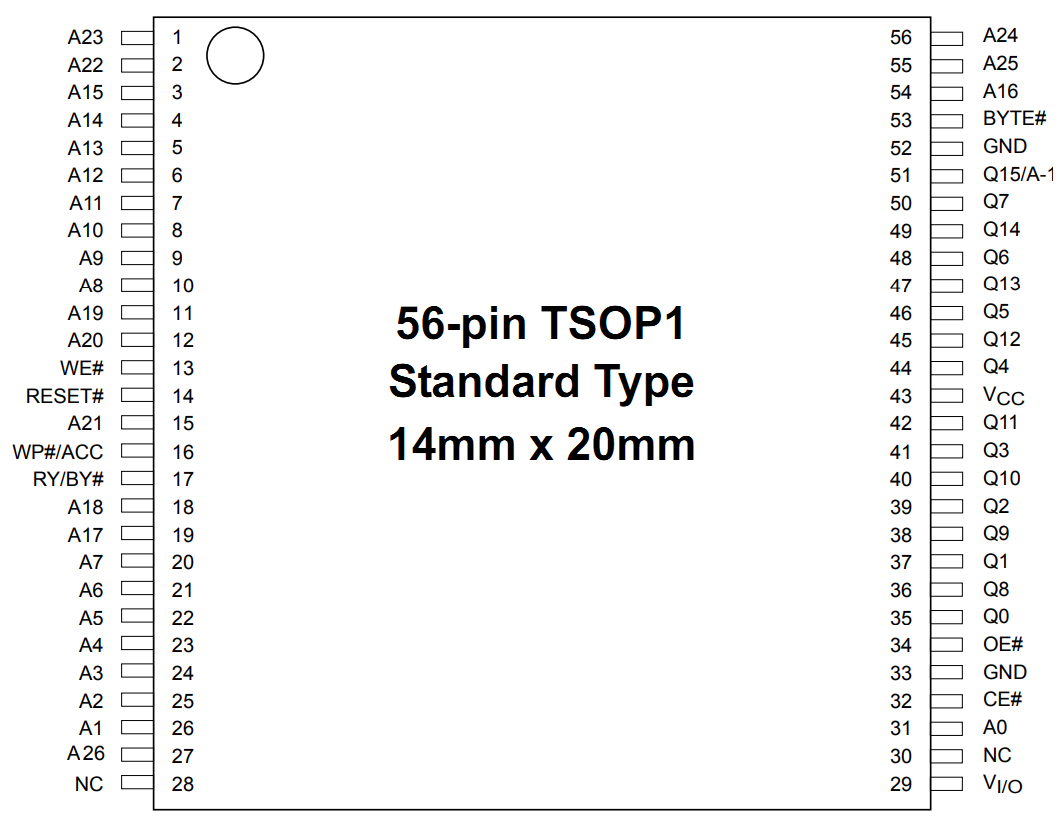 A23 1 56 A24
A22 2 55 A25
A15 3 54 A16
A14 4 53 BYTE#
A13 5 52 GND
A12 6 51 Q15/A-1
A11 7 50 Q7
A10 8 49 Q14
A9 9 48 Q6
A8 10 47 Q13
A19 11 46 Q5
A20 12 45 Q12
WE# 13 44 Q4
RESET# 14 43 VCC
A21 15 42 Q11
WP#/ACC 16 41 Q3
RY/BY# 17 40 Q10
A18 18 39 Q2
A17 19 38 Q9
A7 20 37 Q1
A6 21 36 Q8
A5 22 35 Q0
A4 23 34 OE#
A3 24 33 GND
A2 25 32 CE#
A1 26 31 A0
A26 27 30 NC
NC 28 29 VI/O
56-pin TSOP1
Standard Type
14mm x 20mm